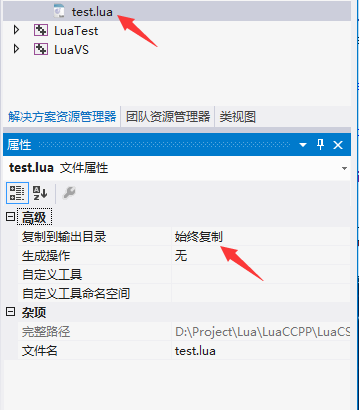 test.lua
LuaTest
LuaVS
解决方案资源管理器 团队资源管理器 类视图
属性
test.lua 文件属性
高级
复制到输出目录 始终复制
生成操作 无
自定义工具
自定义工具命名空间
杂项
完整路径 D:\Project\Lua\LuaCCPP\LuaCS
文件名 test.lua